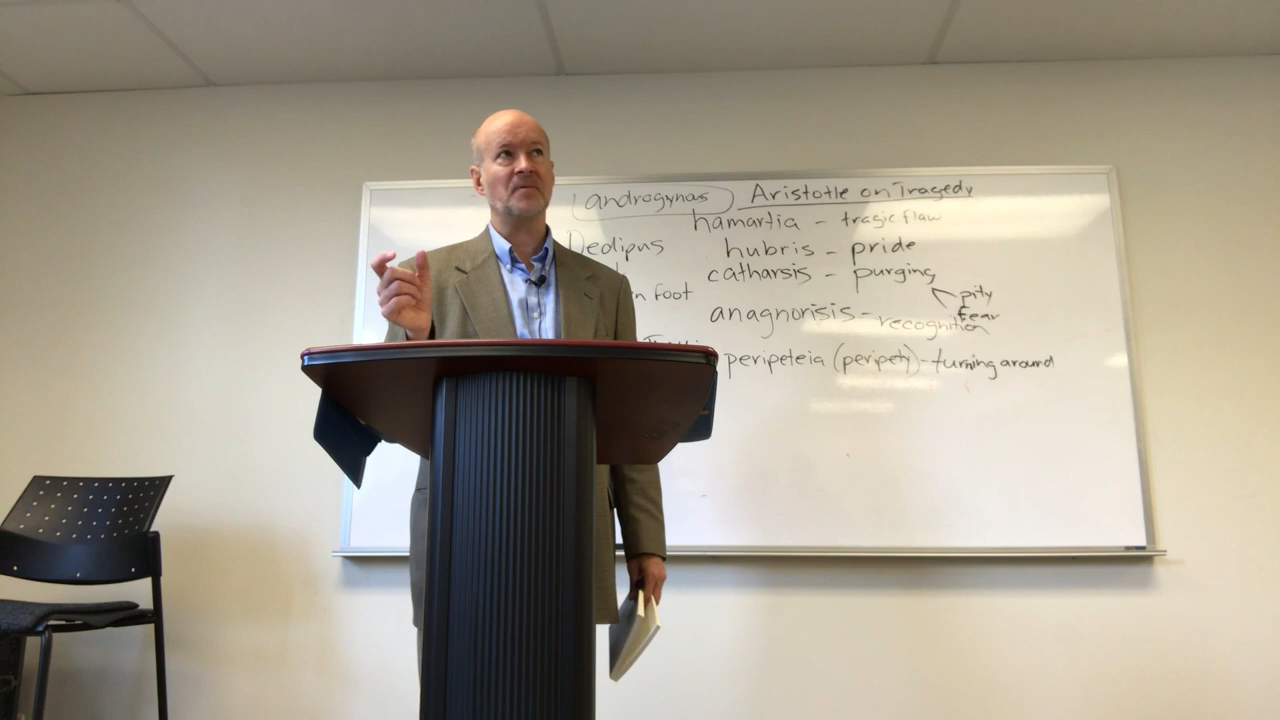 androgynas Aristotle on Tragedy
hamartia - tragic flaw
Oedipus hubris - pride
catharsis - purging
foot pity
fear
anagnorisis - recognition
peripeteia (peripety) - turning around